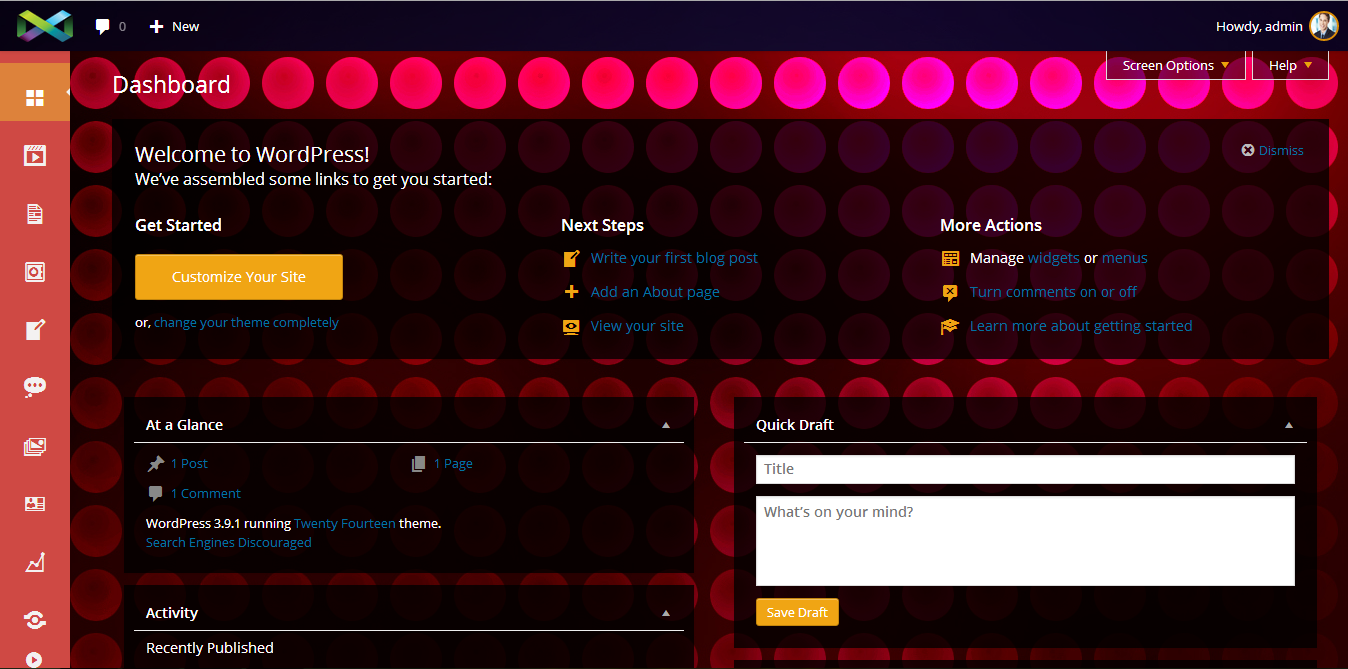 0 New Howdy, admin
Screen Options Help
Dashboard
Welcome to WordPress!
Dismiss
We've assembled some links to get you started:
Get Started
Customize Your Site
or, change your theme completely
Next Steps
Write your first blog post
Add an About page
View your site
More Actions
Manage widgets or menus
Turn comments on or off
Learn more about getting started
At a Glance
1 Post 1 Page
1 Comment
WordPress 3.9.1 running Twenty Fourteen theme.
Search Engines Discouraged
Activity
Recently Published
Quick Draft
Title
What's on your mind?
Save Draft